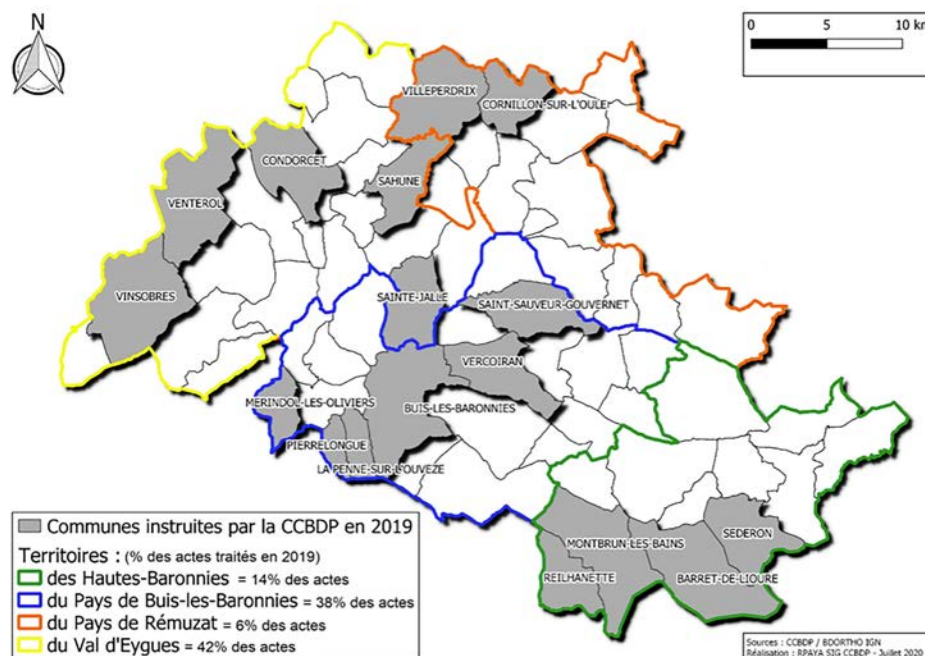 N
0 5 10 km
VILLEPERDRIX
CORNILLON-SUR-L'OULE
CONDORCET
SAHUNE
VENTEROL
VINSOBRES
SAINTE-JALLE
SAINT-SAUVEUR-GOUVERNET
VERCOIRAN
MERINDOL-LES-OLIVIERS
BUIS-LES-BARONNIES
PIERRELONGUE
LA PENNE-SUR-L'OUVEZE
SEDERON
MONTBRUN-LES-BAINS
REILHANETTE
BARRET-DE-LIOURE
Communes instruites par la CCBDP en 2019
Territoires : (% des actes traités en 2019)
des Hautes-Baronnies = 14% des actes
du Pays de Buis-les-Baronnies = 38% des actes
du Pays de Rémuzat = 6% des actes
du Val d'Eygues = 42% des actes
Sources : CCBDP / BDORTHO IGN
Réalisation : RPAYA SIG CCBDP - Juillet 2020